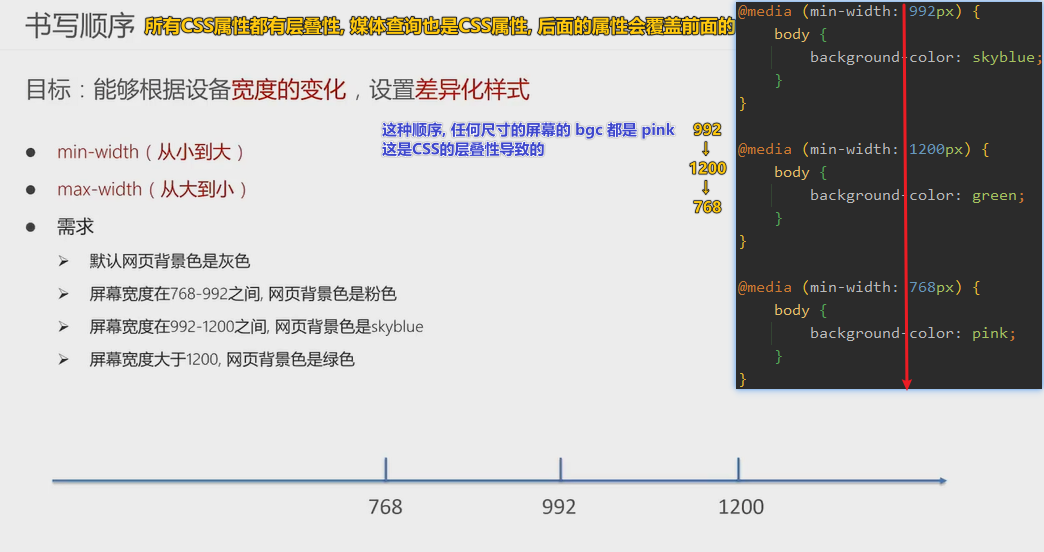 书写顺序 所有CSS属性都有层叠性, 媒体查询也是CSS属性, 后面的属性会覆盖前面的
目标：能够根据设备宽度的变化，设置差异化样式
这种顺序, 任何尺寸的屏幕的 bgc 都是 pink
这是CSS的层叠性导致的
992
↓
1200
↓
768
● min-width（从小到大）
● max-width（从大到小）
● 需求
➢ 默认网页背景色是灰色
➢ 屏幕宽度在768-992之间, 网页背景色是粉色
➢ 屏幕宽度在992-1200之间, 网页背景色是skyblue
➢ 屏幕宽度大于1200, 网页背景色是绿色
@media (min-width: 992px) {
body {
background-color: skyblue;
}
}
@media (min-width: 1200px) {
body {
background-color: green;
}
}
@media (min-width: 768px) {
body {
background-color: pink;
}
}
768 992 1200